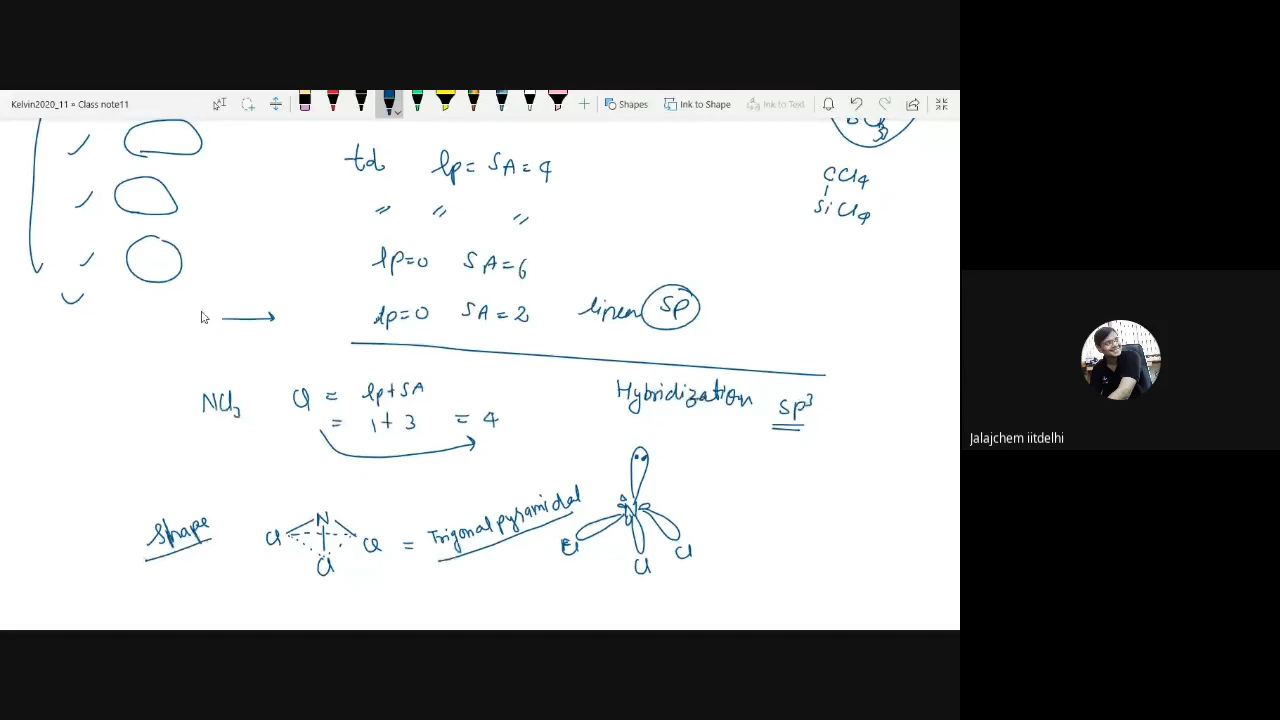 Kelvin2020_11 » Class note11
Shapes
Ink to Shape
Ink to Text
td lp = SA = 4
CCl4
SiCl4
" " "
lp=0 SA=6
lp=0 SA=2 linear sp
NCl3 Cl = lp+SA
= 1+3 = 4
Hybridization sp³
Shape
N
Cl Cl
Cl
= Trigonal pyramidal
N
Cl Cl
Cl
Jalajchem iitdelhi